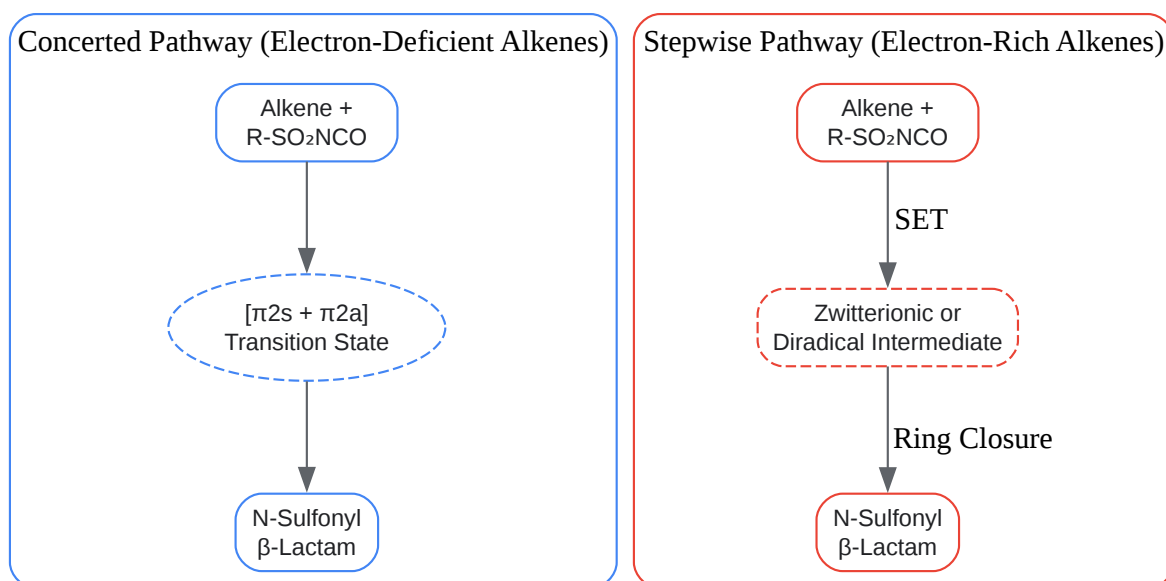 Concerted Pathway (Electron-Deficient Alkenes)
Alkene +
R-SO₂NCO
[π2s + π2a]
Transition State
N-Sulfonyl
β-Lactam
Stepwise Pathway (Electron-Rich Alkenes)
Alkene +
R-SO₂NCO
SET
Zwitterionic or
Diradical Intermediate
Ring Closure
N-Sulfonyl
β-Lactam